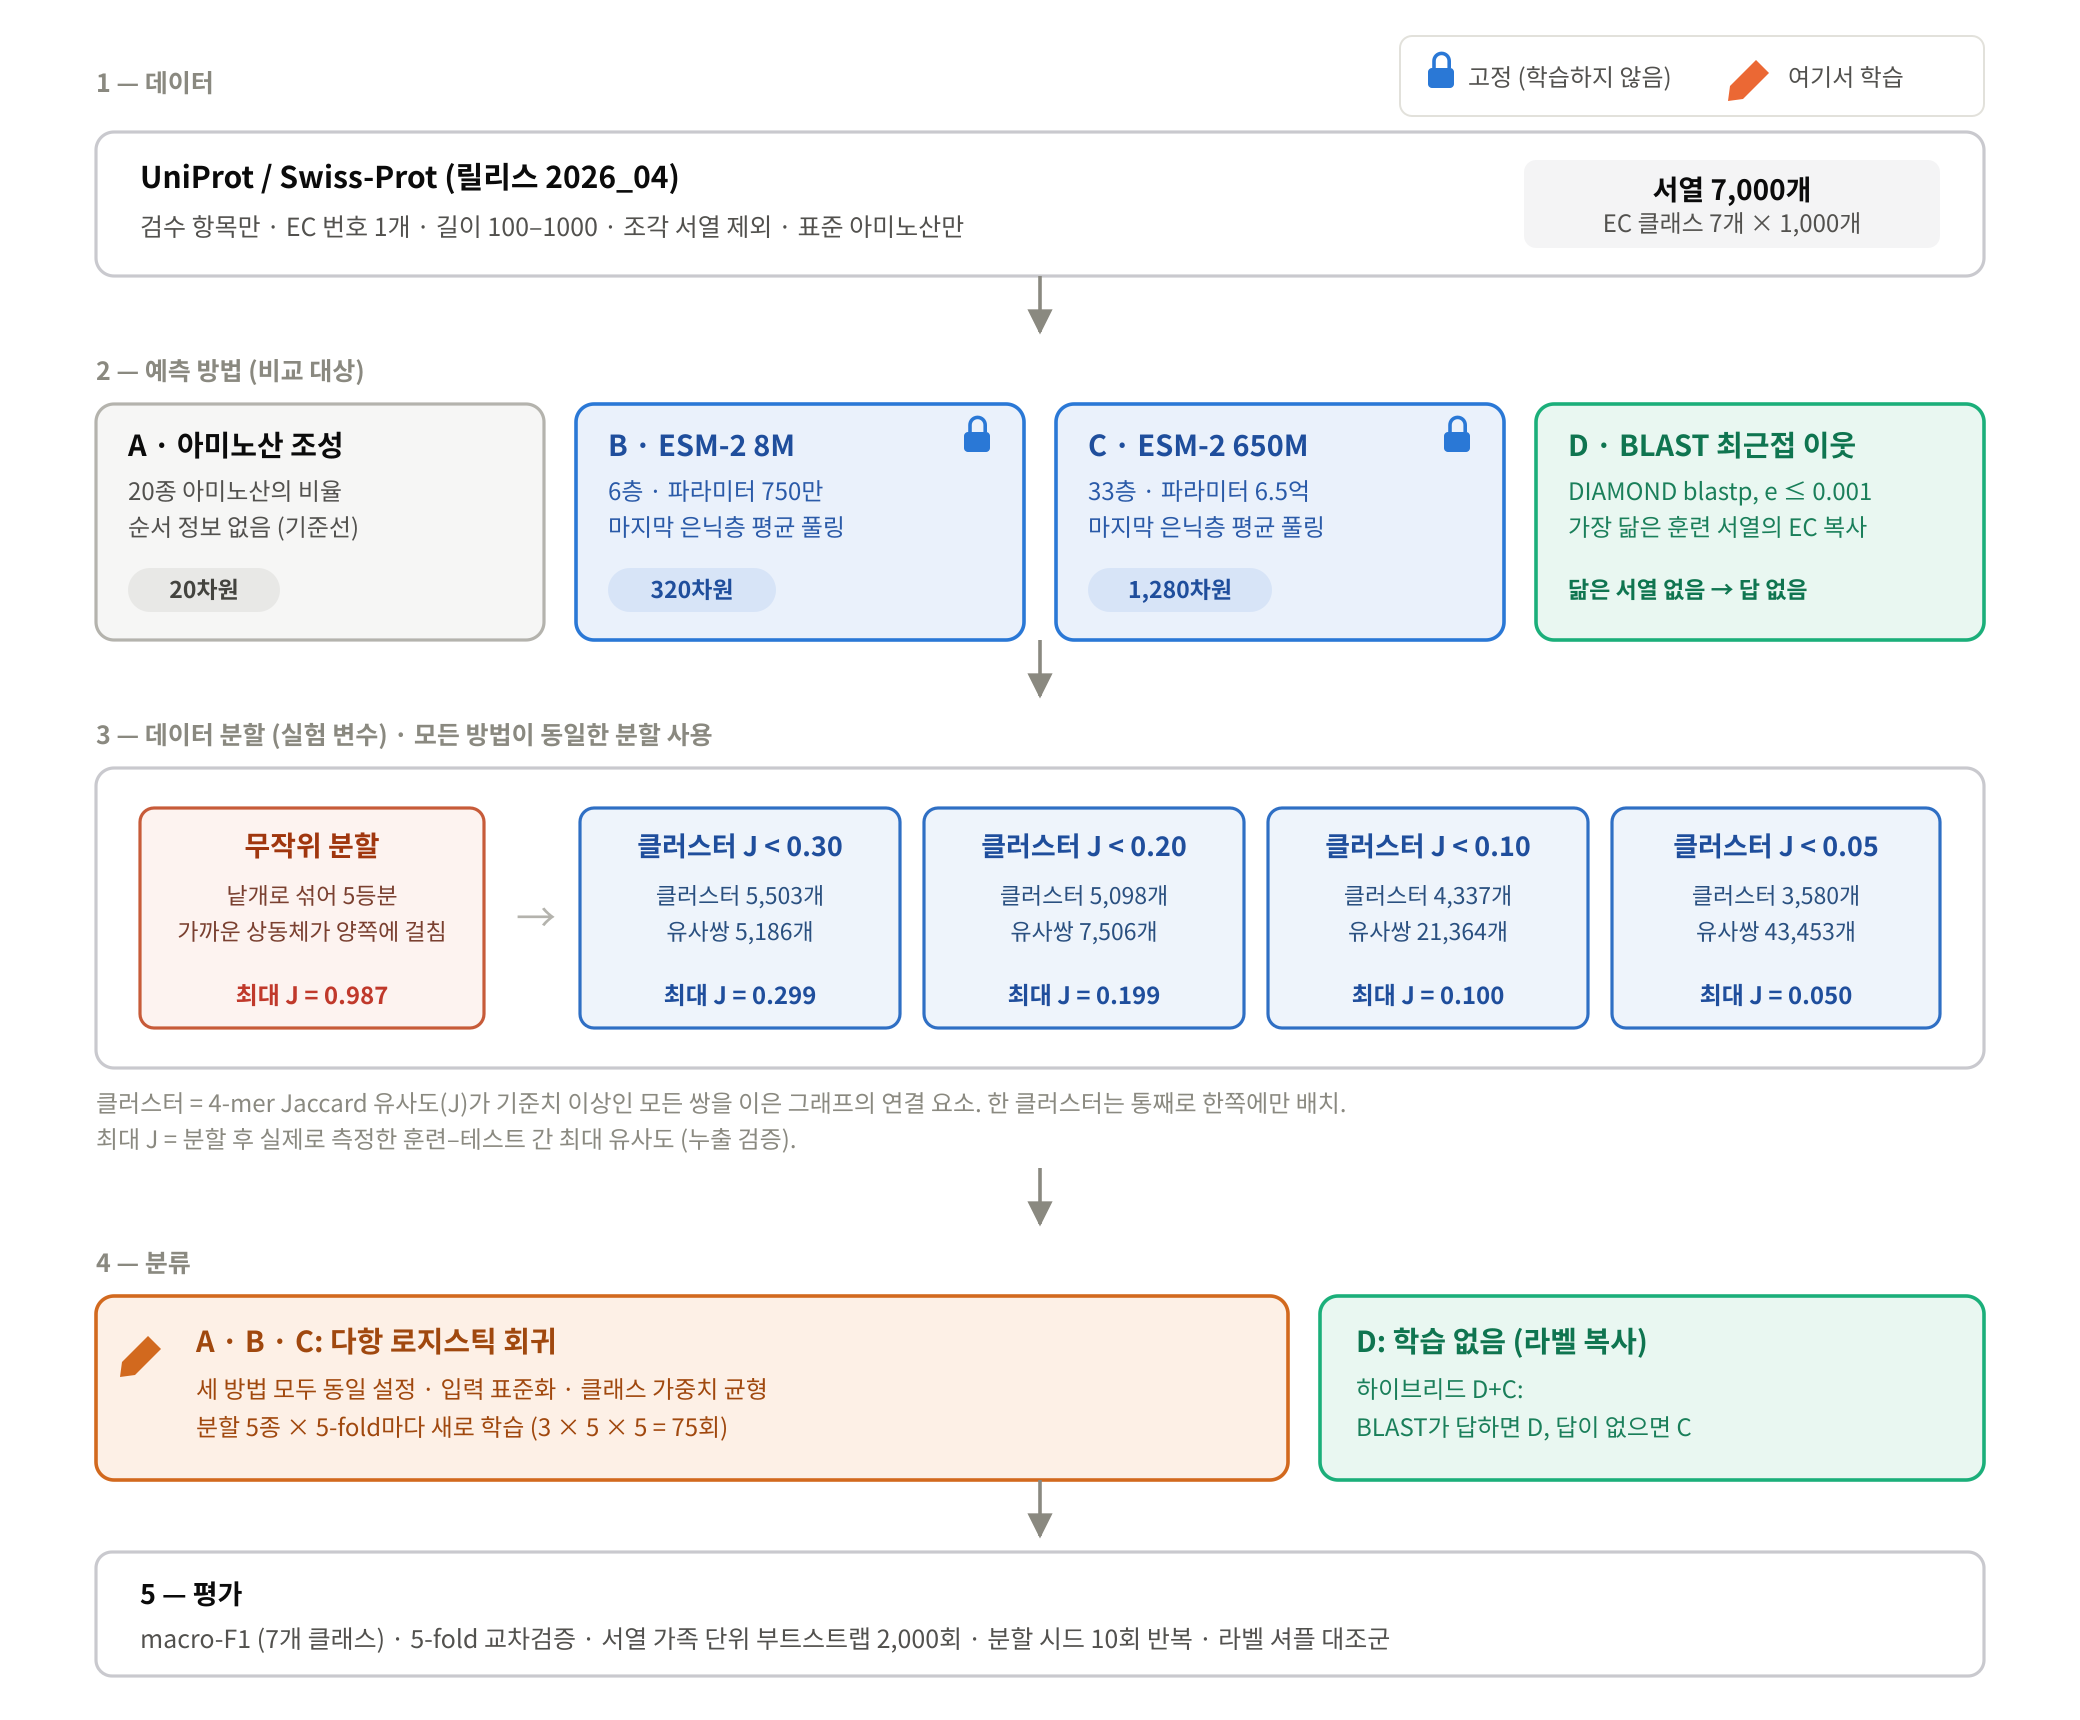 1 — 데이터
고정 (학습하지 않음)
여기서 학습
UniProt / Swiss-Prot (릴리스 2026_04)
검수 항목만 · EC 번호 1개 · 길이 100–1000 · 조각 서열 제외 · 표준 아미노산만
서열 7,000개
EC 클래스 7개 × 1,000개
2 — 예측 방법 (비교 대상)
A · 아미노산 조성
20종 아미노산의 비율
순서 정보 없음 (기준선)
20차원
B · ESM-2 8M
6층 · 파라미터 750만
마지막 은닉층 평균 풀링
320차원
C · ESM-2 650M
33층 · 파라미터 6.5억
마지막 은닉층 평균 풀링
1,280차원
D · BLAST 최근접 이웃
DIAMOND blastp, e ≤ 0.001
가장 닮은 훈련 서열의 EC 복사
닮은 서열 없음 → 답 없음
3 — 데이터 분할 (실험 변수) · 모든 방법이 동일한 분할 사용
무작위 분할
낱개로 섞어 5등분
가까운 상동체가 양쪽에 걸침
최대 J = 0.987
→
클러스터 J < 0.30
클러스터 5,503개
유사쌍 5,186개
최대 J = 0.299
클러스터 J < 0.20
클러스터 5,098개
유사쌍 7,506개
최대 J = 0.199
클러스터 J < 0.10
클러스터 4,337개
유사쌍 21,364개
최대 J = 0.100
클러스터 J < 0.05
클러스터 3,580개
유사쌍 43,453개
최대 J = 0.050
클러스터 = 4-mer Jaccard 유사도(J)가 기준치 이상인 모든 쌍을 이은 그래프의 연결 요소. 한 클러스터는 통째로 한쪽에만 배치.
최대 J = 분할 후 실제로 측정한 훈련–테스트 간 최대 유사도 (누출 검증).
4 — 분류
A · B · C: 다항 로지스틱 회귀
세 방법 모두 동일 설정 · 입력 표준화 · 클래스 가중치 균형
분할 5종 × 5-fold마다 새로 학습 (3 × 5 × 5 = 75회)
D: 학습 없음 (라벨 복사)
하이브리드 D+C:
BLAST가 답하면 D, 답이 없으면 C
5 — 평가
macro-F1 (7개 클래스) · 5-fold 교차검증 · 서열 가족 단위 부트스트랩 2,000회 · 분할 시드 10회 반복 · 라벨 셔플 대조군